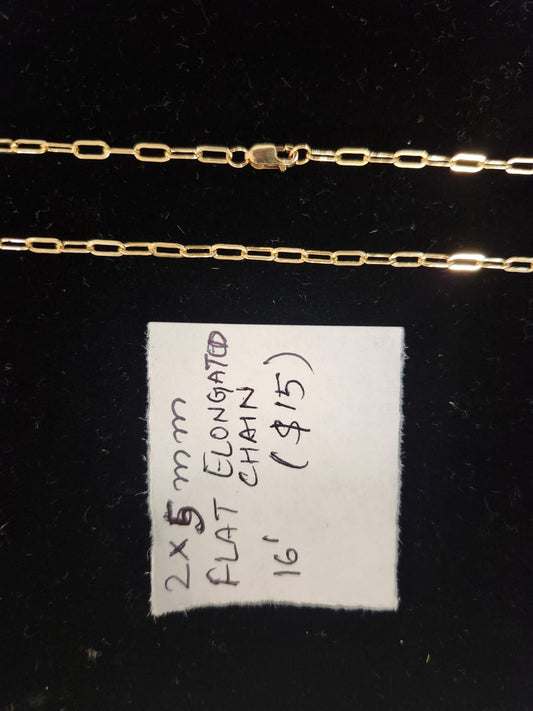 2x5 mm
FLAT ELONGATED
CHAIN
16' ($15)